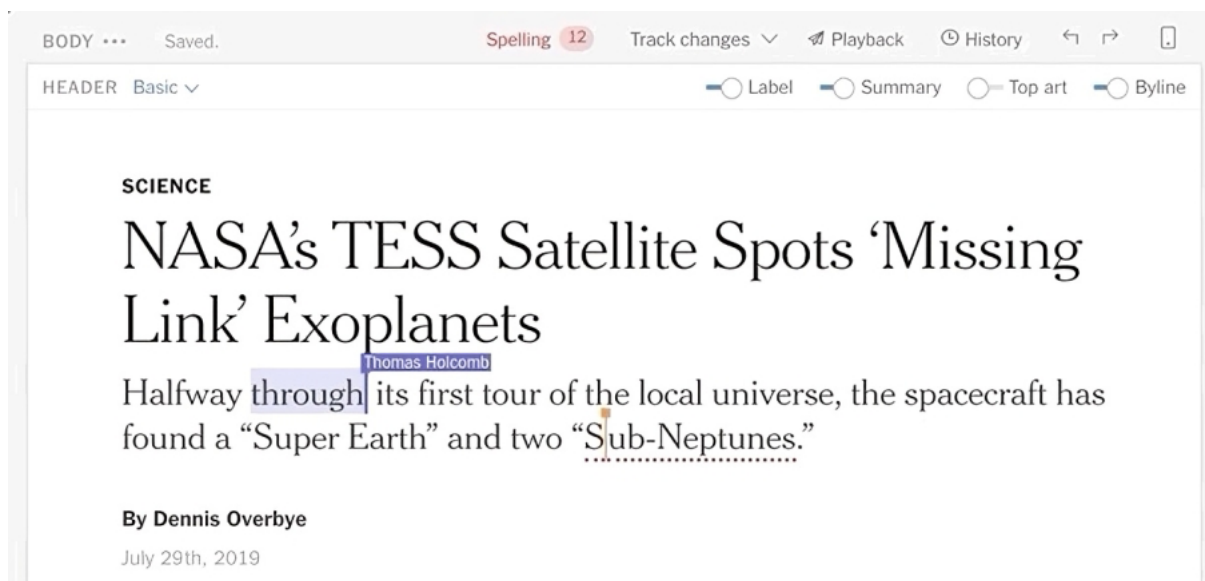 BODY ••• Saved. Spelling 12 Track changes Playback History
HEADER Basic Label Summary Top art Byline
SCIENCE
NASA’s TESS Satellite Spots ‘Missing
Link’ Exoplanets
Thomas Holcomb
Halfway through its first tour of the local universe, the spacecraft has
found a “Super Earth” and two “Sub-Neptunes.”
By Dennis Overbye
July 29th, 2019